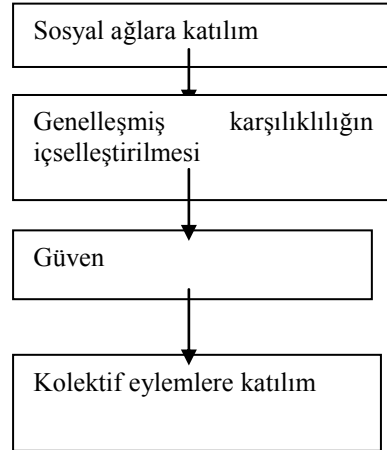 Sosyal ağlara katılım
Genelleşmiş karşılıklılığın
içselleştirilmesi
Güven
Kolektif eylemlere katılım